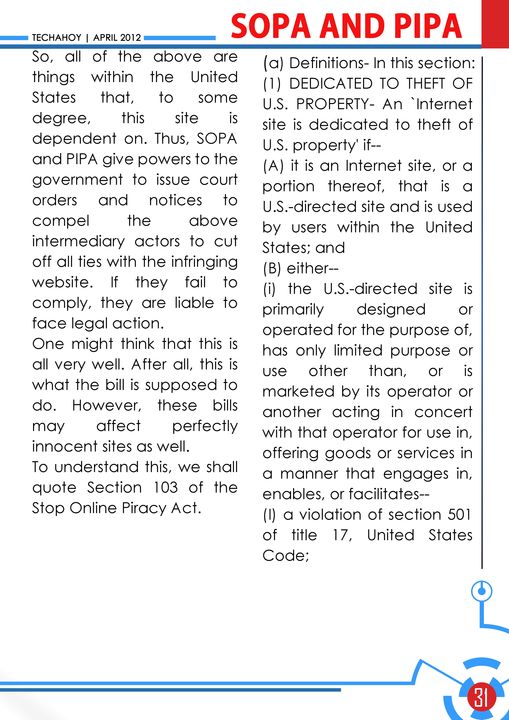 TECHAHOY | APRIL 2012
SOPA AND PIPA
So, all of the above are
things within the United
States that, to some
degree, this site is
dependent on. Thus, SOPA
and PIPA give powers to the
government to issue court
orders and notices to
compel the above
intermediary actors to cut
off all ties with the infringing
website. If they fail to
comply, they are liable to
face legal action.
One might think that this is
all very well. After all, this is
what the bill is supposed to
do. However, these bills
may affect perfectly
innocent sites as well.
To understand this, we shall
quote Section 103 of the
Stop Online Piracy Act.
(a) Definitions- In this section:
(1) DEDICATED TO THEFT OF
U.S. PROPERTY- An `Internet
site is dedicated to theft of
U.S. property' if--
(A) it is an Internet site, or a
portion thereof, that is a
U.S.-directed site and is used
by users within the United
States; and
(B) either--
(i) the U.S.-directed site is
primarily designed or
operated for the purpose of,
has only limited purpose or
use other than, or is
marketed by its operator or
another acting in concert
with that operator for use in,
offering goods or services in
a manner that engages in,
enables, or facilitates--
(I) a violation of section 501
of title 17, United States
Code;
31